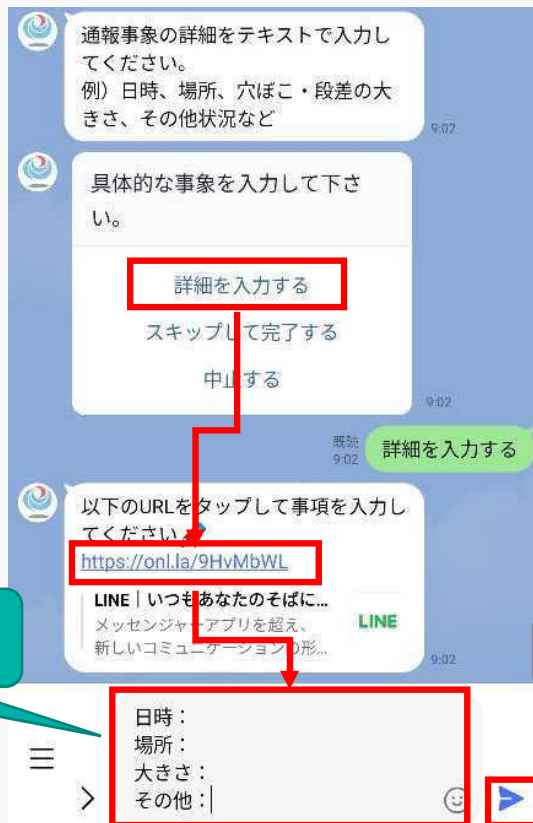 通報事象の詳細をテキストで入力し
てください。
例）日時、場所、穴ぼこ・段差の大
きさ、その他状況など
9:02
具体的な事象を入力して下さ
い。
詳細を入力する
スキップして完了する
中止する
9:02
既読
9:02
詳細を入力する
以下のURLをタップして事項を入力し
てください
https://onl.la/9HvMbWL
LINE｜いつもあなたのそばに...
メッセンジャーアプリを超え、
新しいコミュニケーションの形...
LINE
9:02
日時：
場所：
大きさ：
その他：